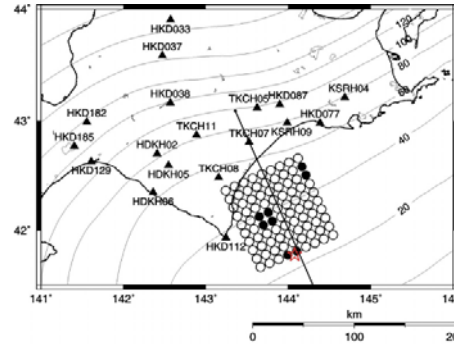 44°
HKD033
120
100
HKD037
80
60
HKD038
TKCH05
HKD087
KSRH04
HKD182
HKD077
43°
TKCH11
TKCH07
KSRH09
HKD185
HDKH02
40
HKD129
HDKH05
TKCH08
HDKH06
20
HKD112
42°
141°
142°
143°
144°
145°
km
0
100
200